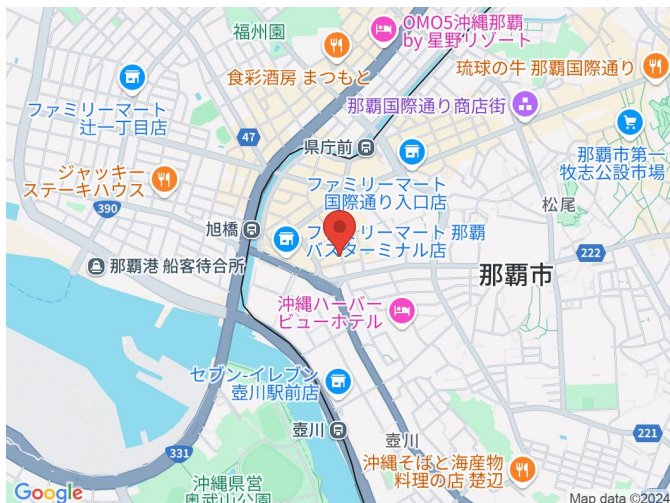 福州園
OMO5沖縄那覇
by 星野リゾート
食彩酒房 まつもと
琉球の牛 那覇国際通り
ファミリーマート
辻一丁目店
那覇国際通り商店街
47
県庁前
那覇市第一
牧志公設市場
ジャッキー
ステーキハウス
ファミリーマート
国際通り入口店
松尾
390
旭橋
ファミリーマート 那覇
バスターミナル店
222
那覇港 船客待合所
那覇市
沖縄ハーバー
ビューホテル
セブン-イレブン
壺川駅前店
壺川
壺川
221
331
沖縄そばと海産物
料理の店 楚辺
沖縄県営
奥武山公園
Google
Map data ©2024